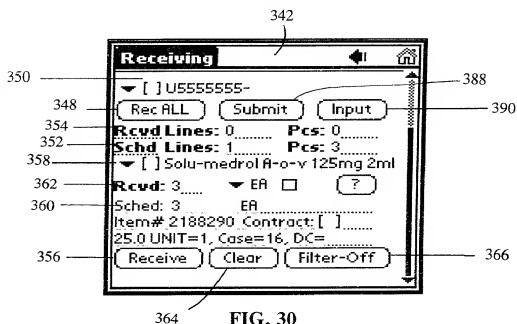 342
Receiving
350
[ ] U5555555-
388
348
Rec ALL Submit Input
390
354
Rcvd Lines: 0 Pcs: 0
352
Schd Lines: 1 Pcs: 3
358
[ ] Solu-medrol A-o-v 125mg 2ml
362
Rcvd: 3 EA ?
360
Sched: 3 EA
Item# 2188290 Contract: [ ]
25.0 UNIT=1, Case=16, DC=
356
Receive Clear Filter-Off
366
364
FIG. 30